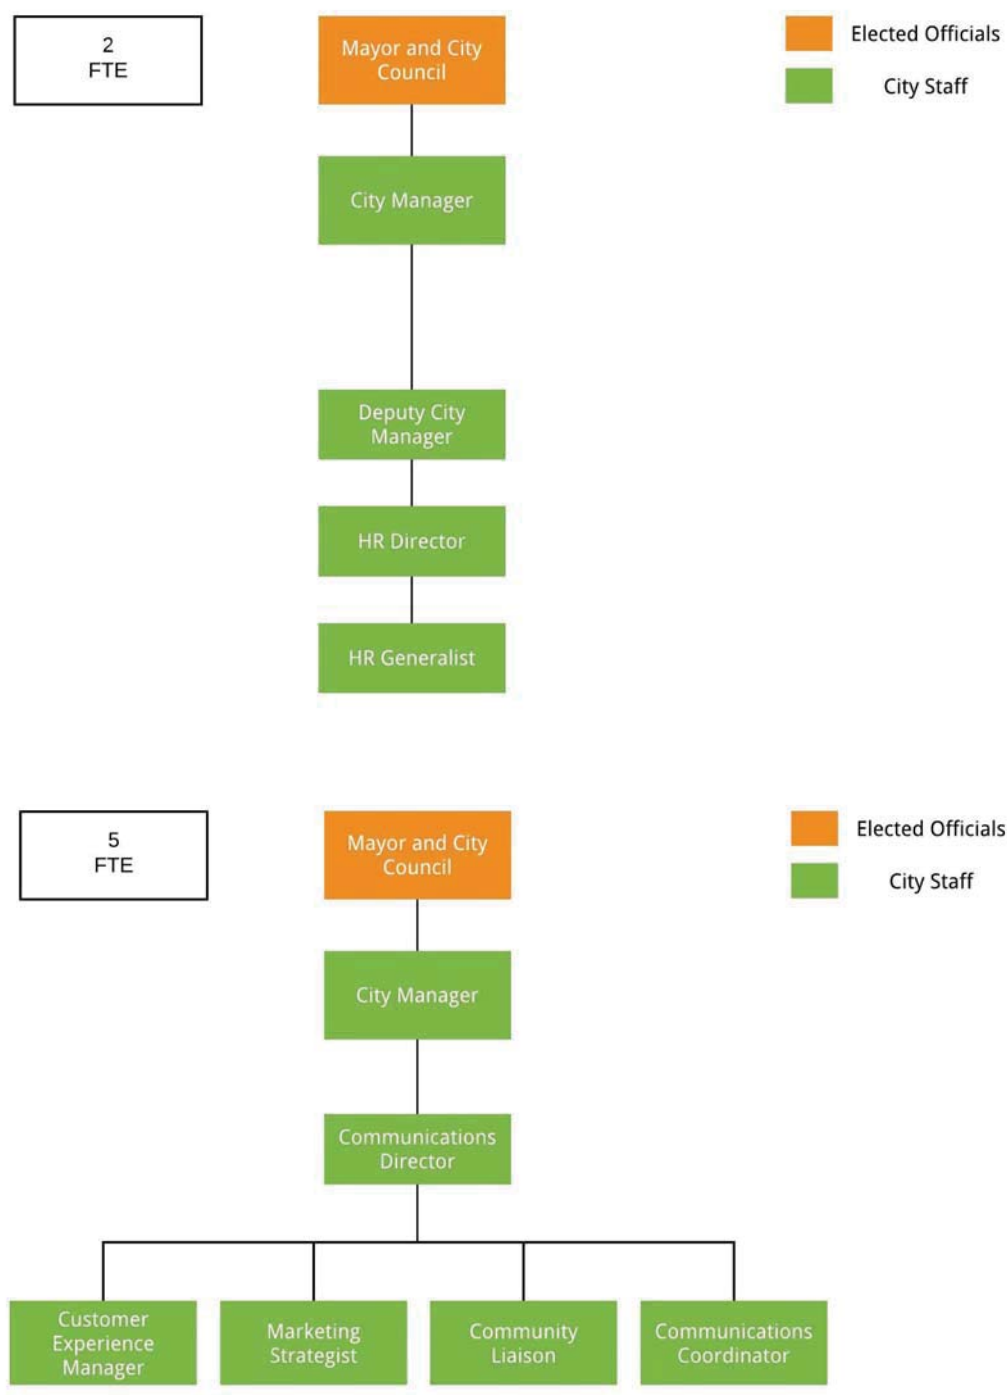 2
FTE
Mayor and City
Council
Elected Officials
City Staff
City Manager
Deputy City
Manager
HR Director
HR Generalist
5
FTE
Mayor and City
Council
Elected Officials
City Staff
City Manager
Communications
Director
Customer
Experience
Manager
Marketing
Strategist
Community
Liaison
Communications
Coordinator